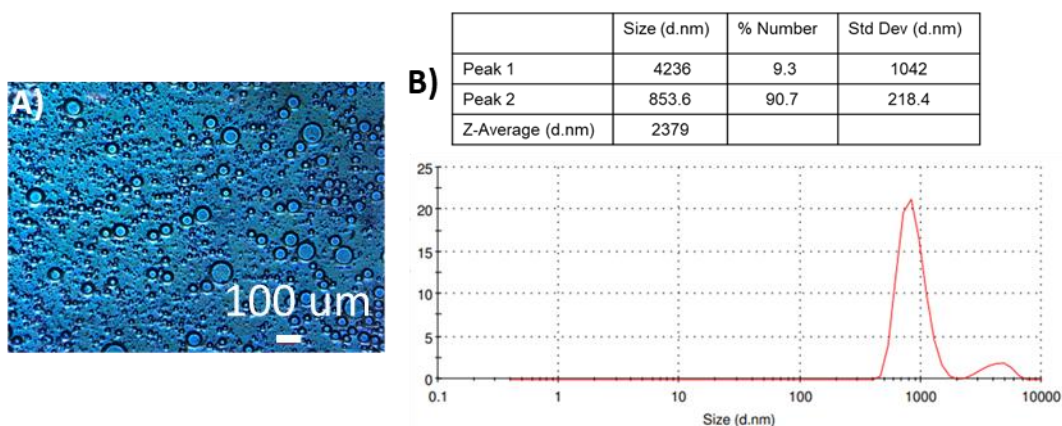 A)
100 um
B)
Size (d.nm) % Number Std Dev (d.nm)
Peak 1 4236 9.3 1042
Peak 2 853.6 90.7 218.4
Z-Average (d.nm) 2379
25
20
15
10
5
0
0.1 1 10 100 1000 10000
Size (d.nm)